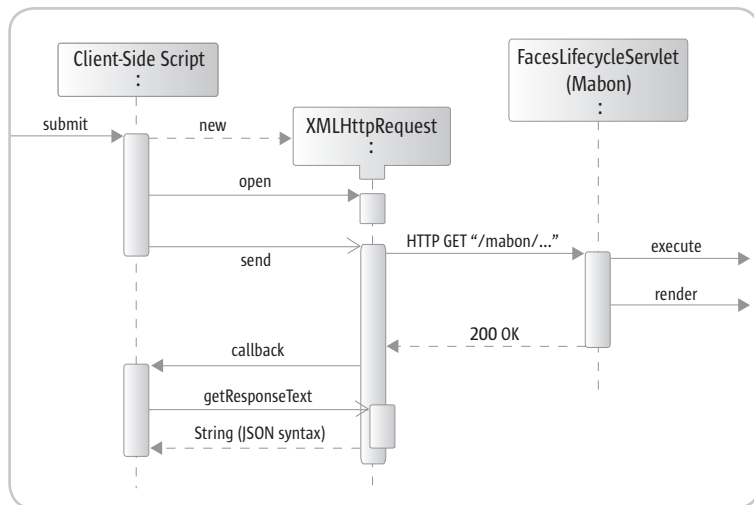 Client-Side Script
:
FacesLifecycleServlet
(Mabon)
:
submit
new
XMLHttpRequest
:
open
send
HTTP GET “/mabon/...”
execute
render
200 OK
callback
getResponseText
String (JSON syntax)